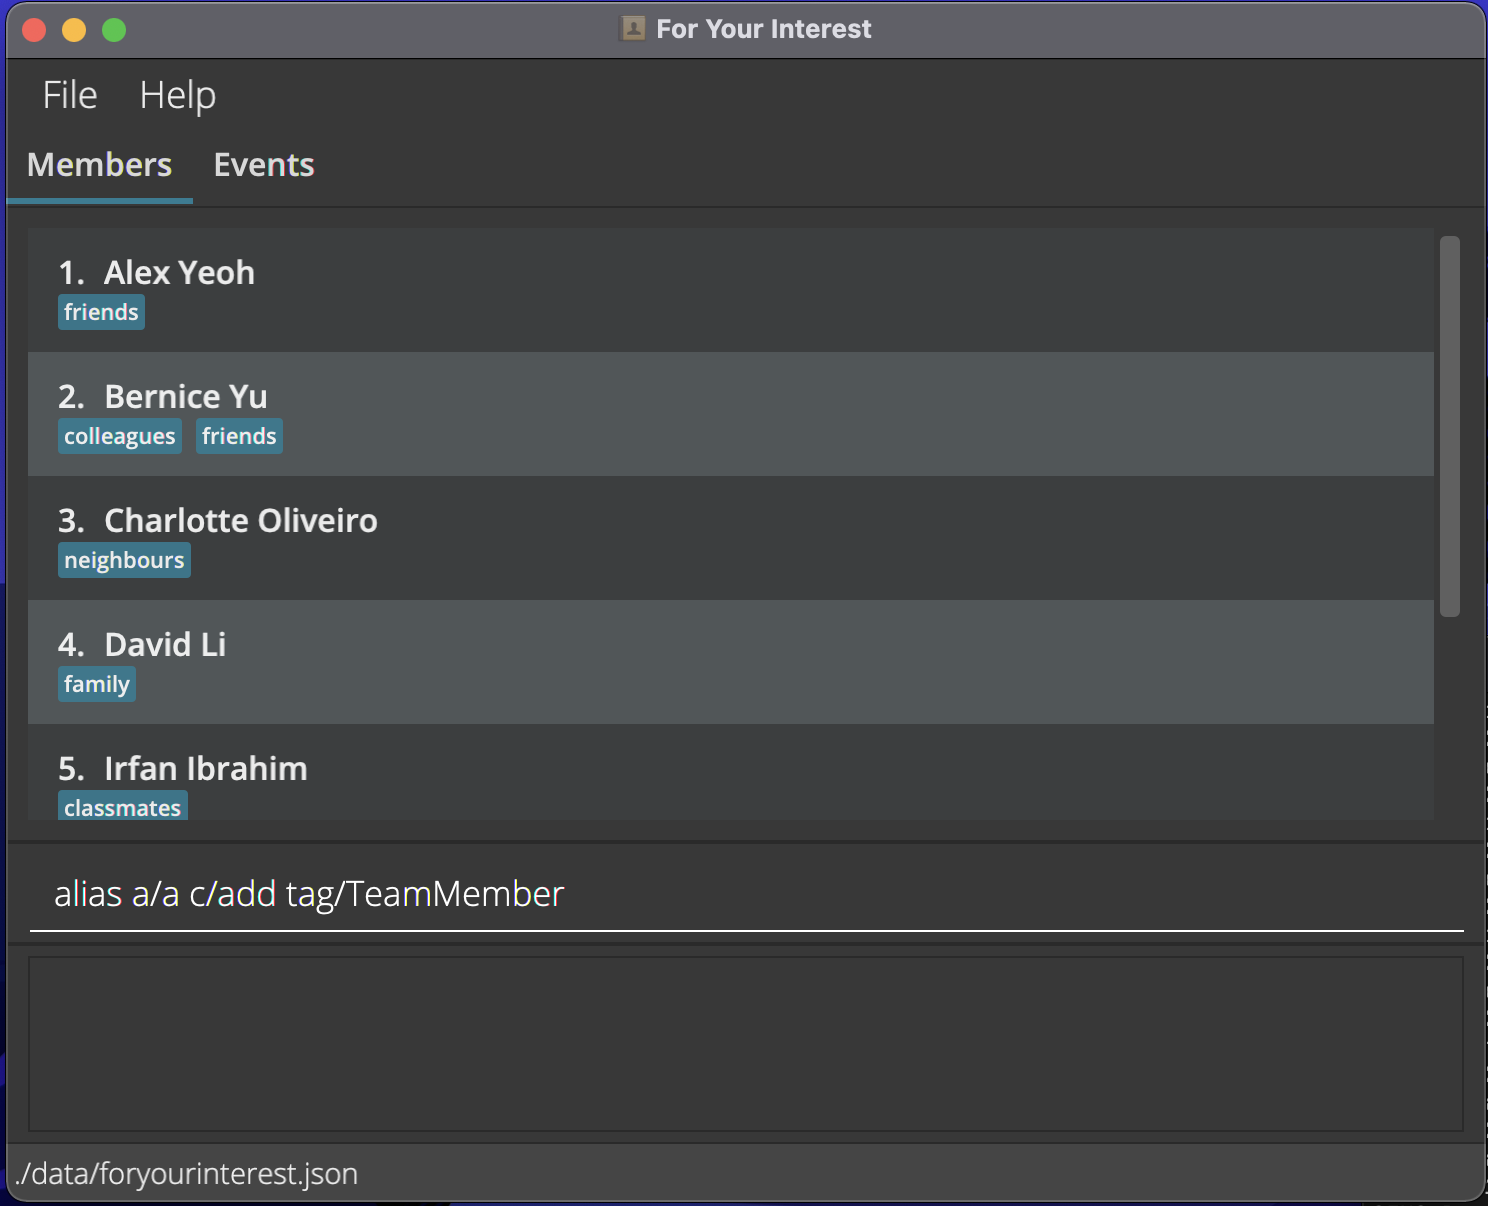 For Your Interest
File Help
Members Events
1. Alex Yeoh
friends
2. Bernice Yu
colleagues friends
3. Charlotte Oliveiro
neighbours
4. David Li
family
5. Irfan Ibrahim
classmates
alias a/a c/add tag/TeamMember
./data/foryourinterest.json